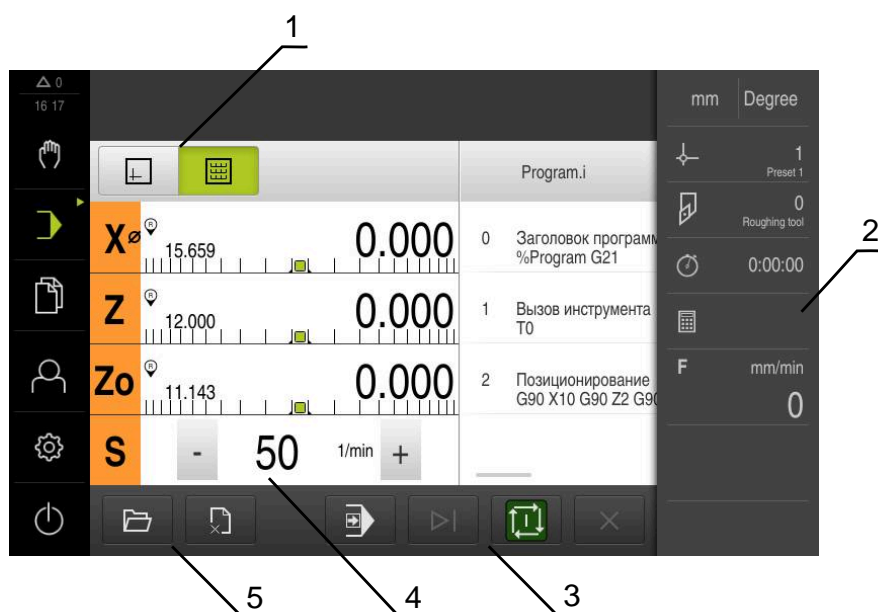 1
0
16 17
mm Degree
1
Preset 1
Program.i
0
Roughing tool
2
X⌀ R 15.659 0.000
0 Заголовок програм
%Program G21
0:00:00
Z R 12.000 0.000
1 Вызов инструмента
T0
Zo R 11.143 0.000
2 Позиционирование
G90 X10 G90 Z2 G90
F mm/min
0
S - 50 1/min +
5
4
3